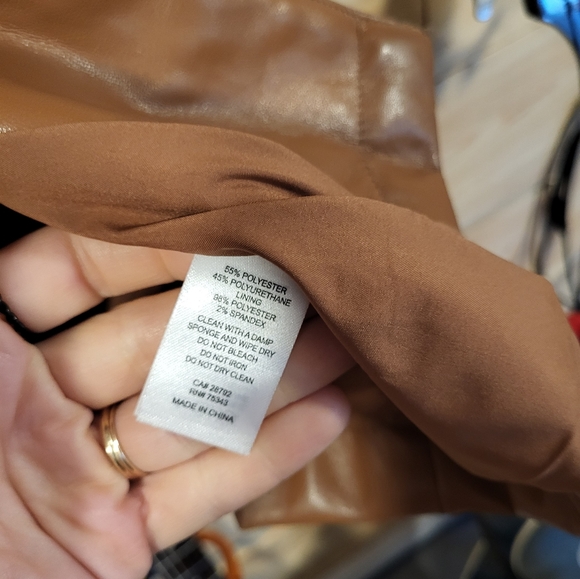 55% POLYESTER
45% POLYURETHANE
LINING
98% POLYESTER
2% SPANDEX
CLEAN WITH A DAMP
SPONGE AND WIPE DRY
DO NOT BLEACH
DO NOT IRON
DO NOT DRY CLEAN
CA# 28792
RN# 75343
MADE IN CHINA